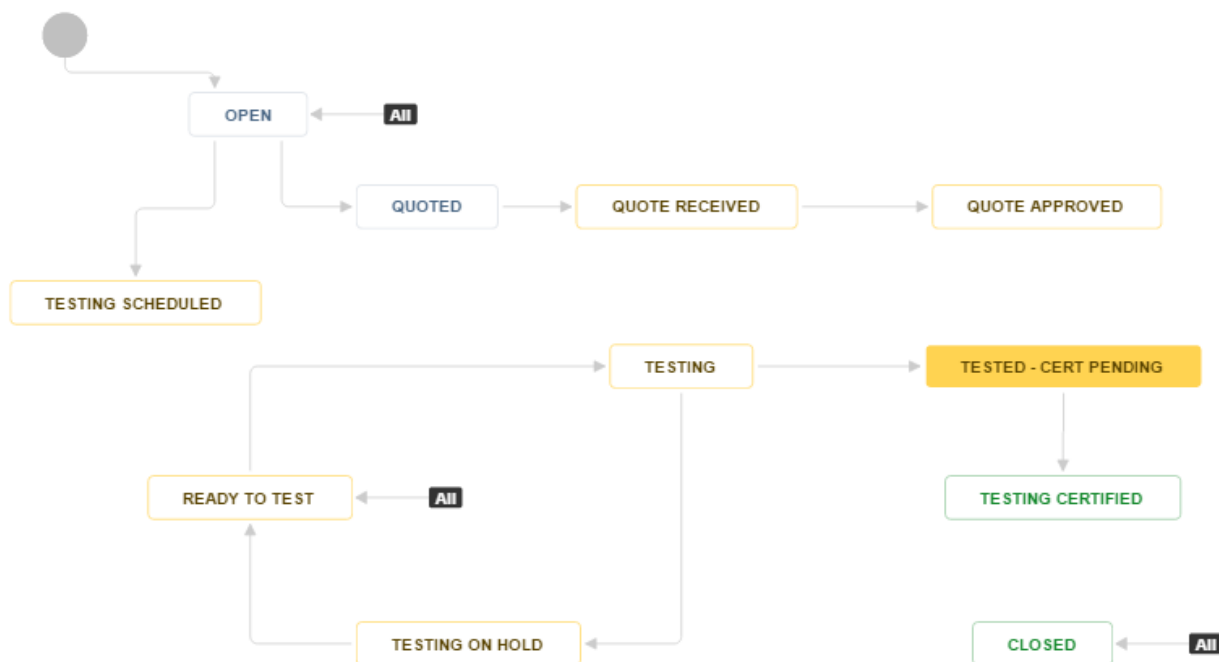 OPEN
All
QUOTED
QUOTE RECEIVED
QUOTE APPROVED
TESTING SCHEDULED
TESTING
TESTED - CERT PENDING
READY TO TEST
All
TESTING CERTIFIED
TESTING ON HOLD
CLOSED
All